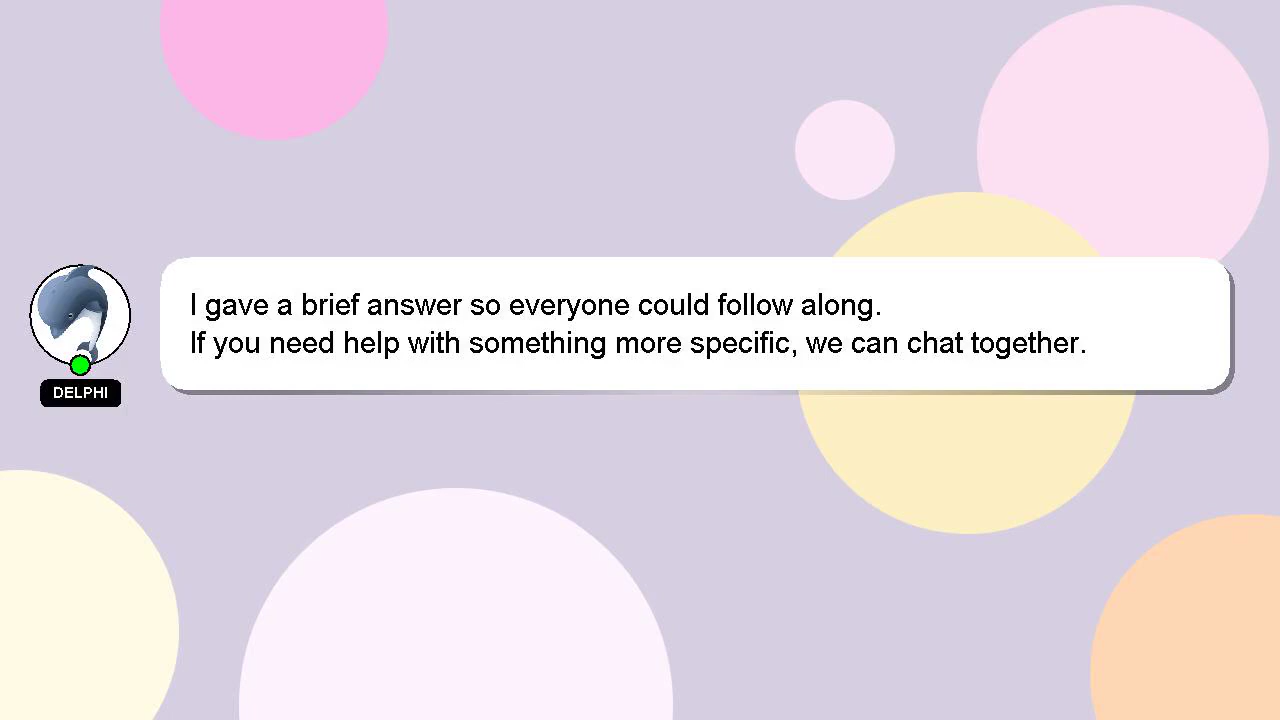 I gave a brief answer so everyone could follow along.
If you need help with something more specific, we can chat together.
DELPHI